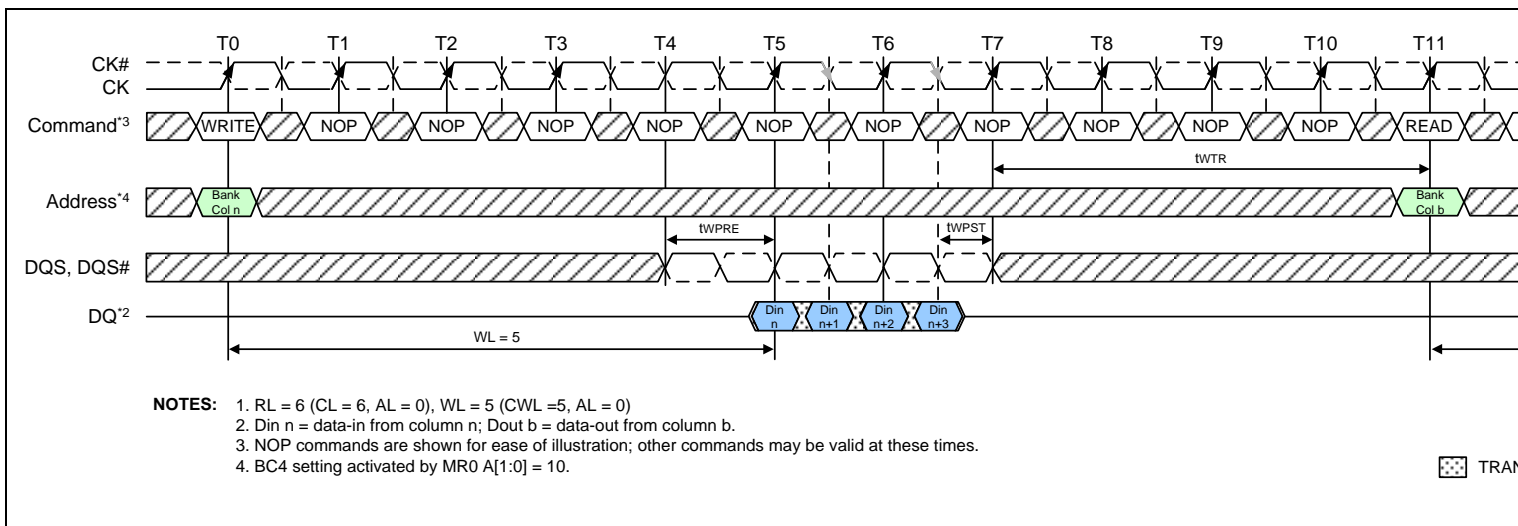 T0 T1 T2 T3 T4 T5 T6 T7 T8 T9 T10 T11
CK#
CK
Command*3 WRITE NOP NOP NOP NOP NOP NOP NOP NOP NOP NOP READ
tWTR
Address*4 Bank Col n Bank Col b
tWPRE tWPST
DQS, DQS#
DQ*2 Din n Din n+1 Din n+2 Din n+3
WL = 5
NOTES: 1. RL = 6 (CL = 6, AL = 0), WL = 5 (CWL =5, AL = 0)
2. Din n = data-in from column n; Dout b = data-out from column b.
3. NOP commands are shown for ease of illustration; other commands may be valid at these times.
4. BC4 setting activated by MR0 A[1:0] = 10.
TRAN